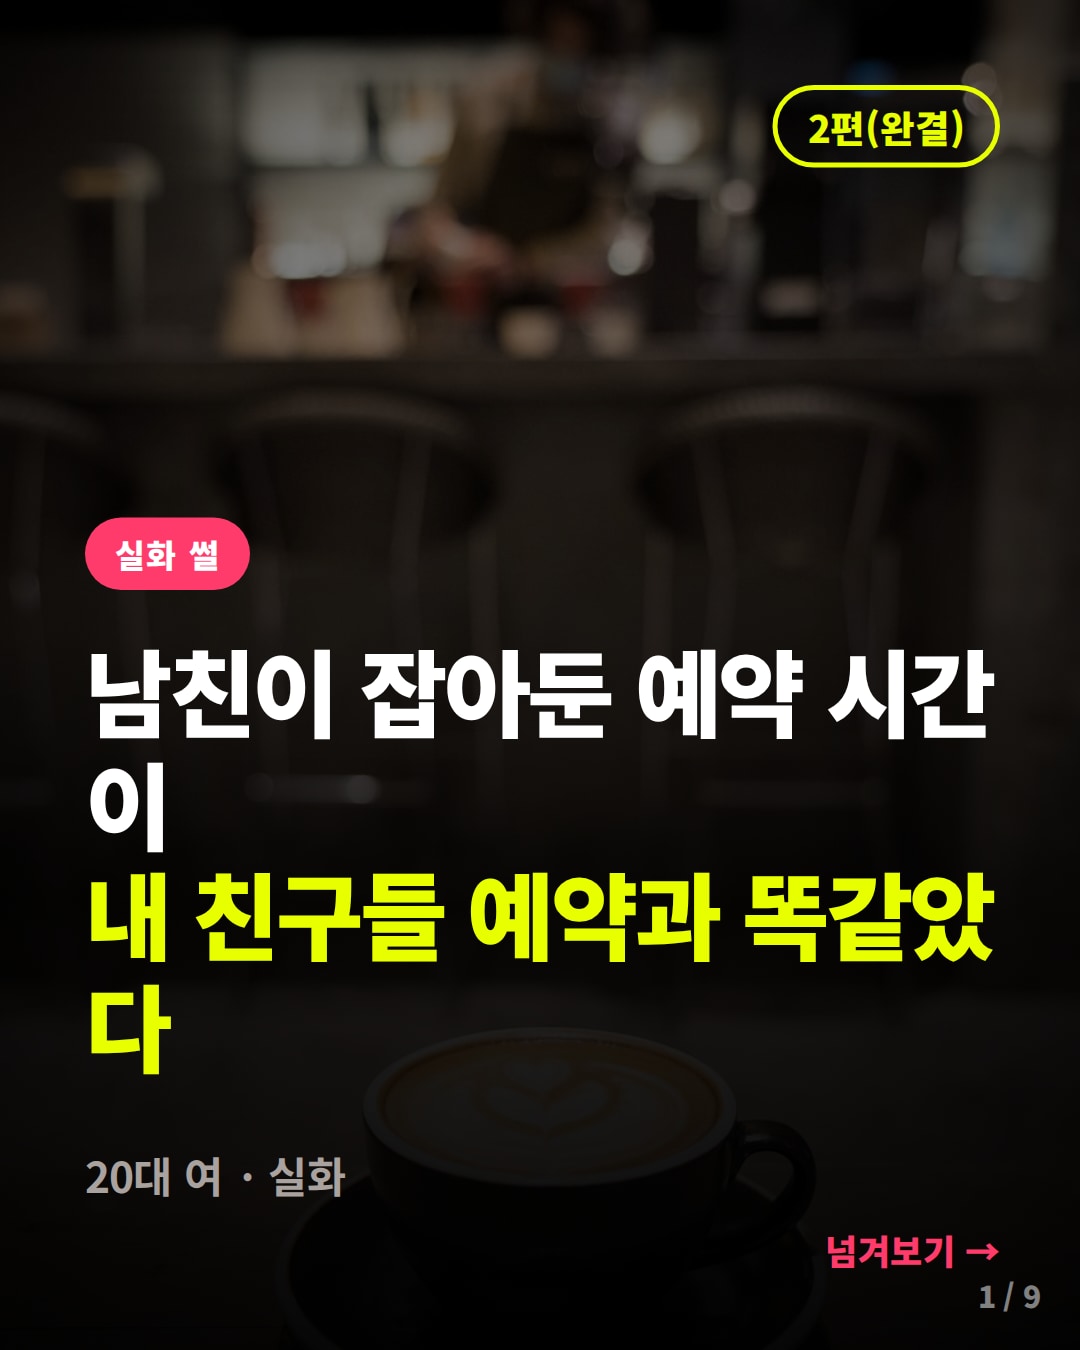 2편(완결)
실화 썰
남친이 잡아둔 예약 시간
이
내 친구들 예약과 똑같았
다
20대 여 · 실화
넘겨보기 →
1 / 9